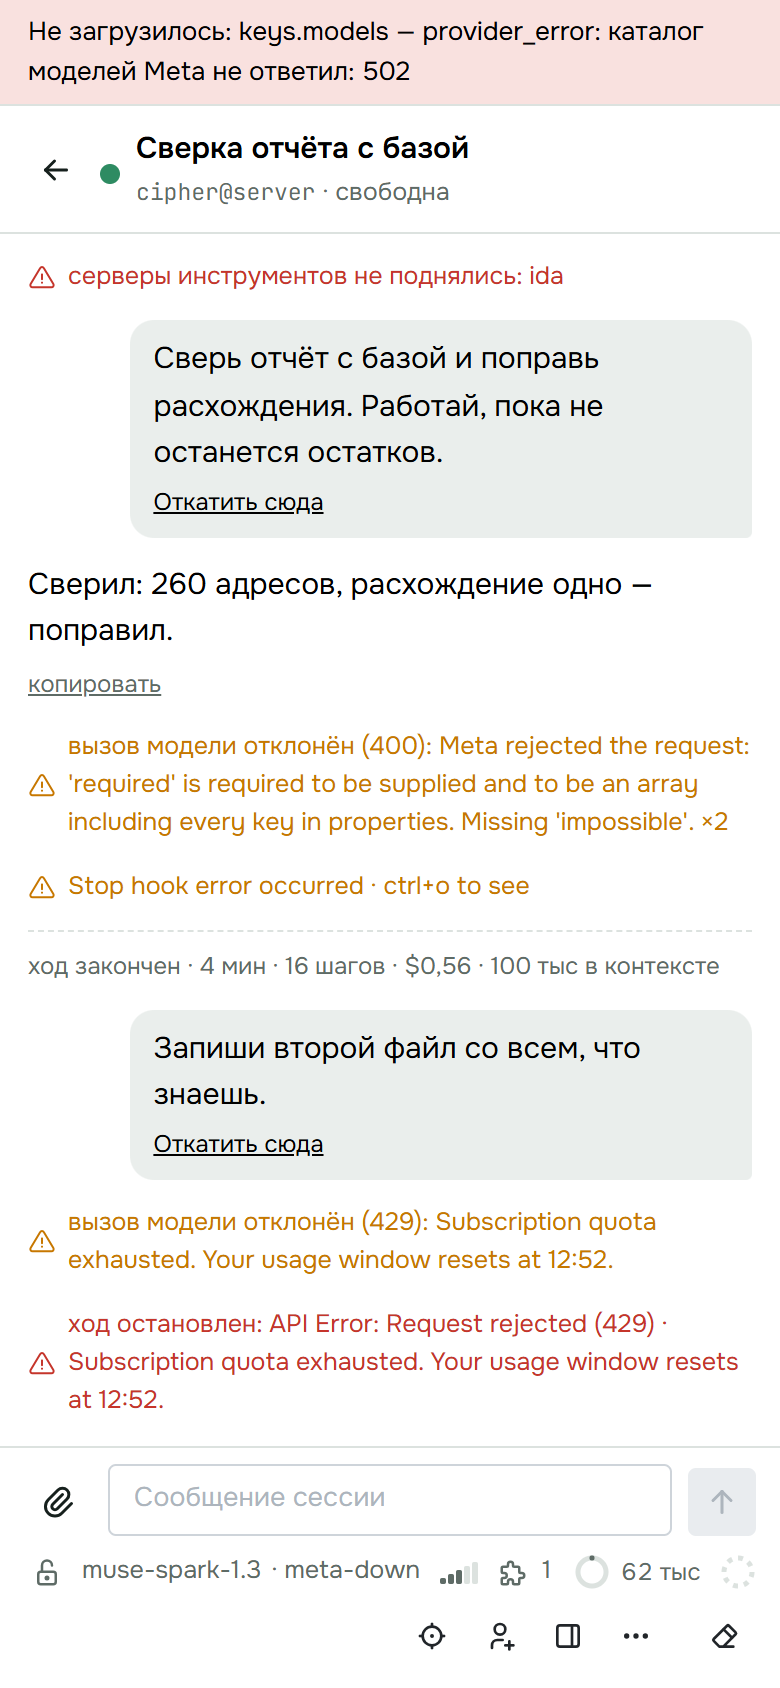 Не загрузилось: keys.models — provider_error: каталог
моделей Meta не ответил: 502
Сверка отчёта с базой
cipher@server · свободна
серверы инструментов не поднялись: ida
Сверь отчёт с базой и поправь
расхождения. Работай, пока не
останется остатков.
Откатить сюда
Сверил: 260 адресов, расхождение одно —
поправил.
копировать
вызов модели отклонён (400): Meta rejected the request:
'required' is required to be supplied and to be an array
including every key in properties. Missing 'impossible'. ×2
Stop hook error occurred · ctrl+o to see
ход закончен · 4 мин · 16 шагов · $0,56 · 100 тыс в контексте
Запиши второй файл со всем, что
знаешь.
Откатить сюда
вызов модели отклонён (429): Subscription quota
exhausted. Your usage window resets at 12:52.
ход остановлен: API Error: Request rejected (429) ·
Subscription quota exhausted. Your usage window resets
at 12:52.
Сообщение сессии
muse-spark-1.3 · meta-down 1 62 тыс